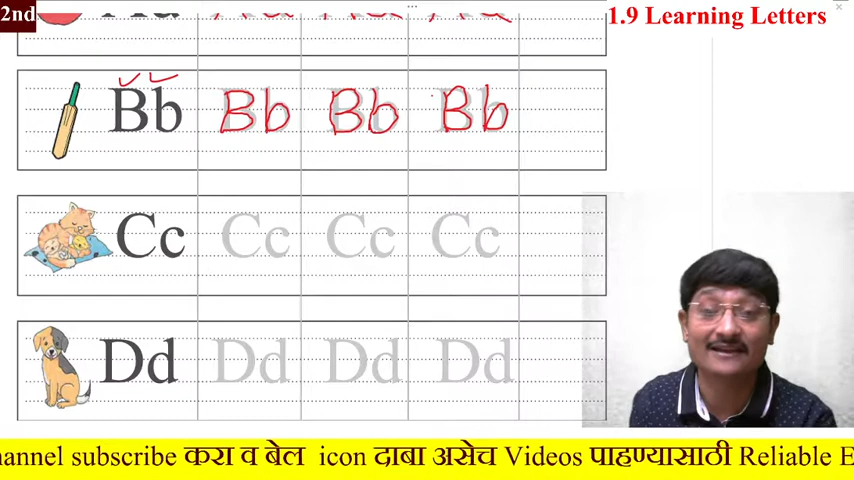 2nd
1.9 Learning Letters
Bb Bb Bb Bb
Cc Cc Cc Cc
Dd Dd Dd Dd
hannel subscribe करा व बेल icon दाबा असेच Videos पाहण्यासाठी Reliable E